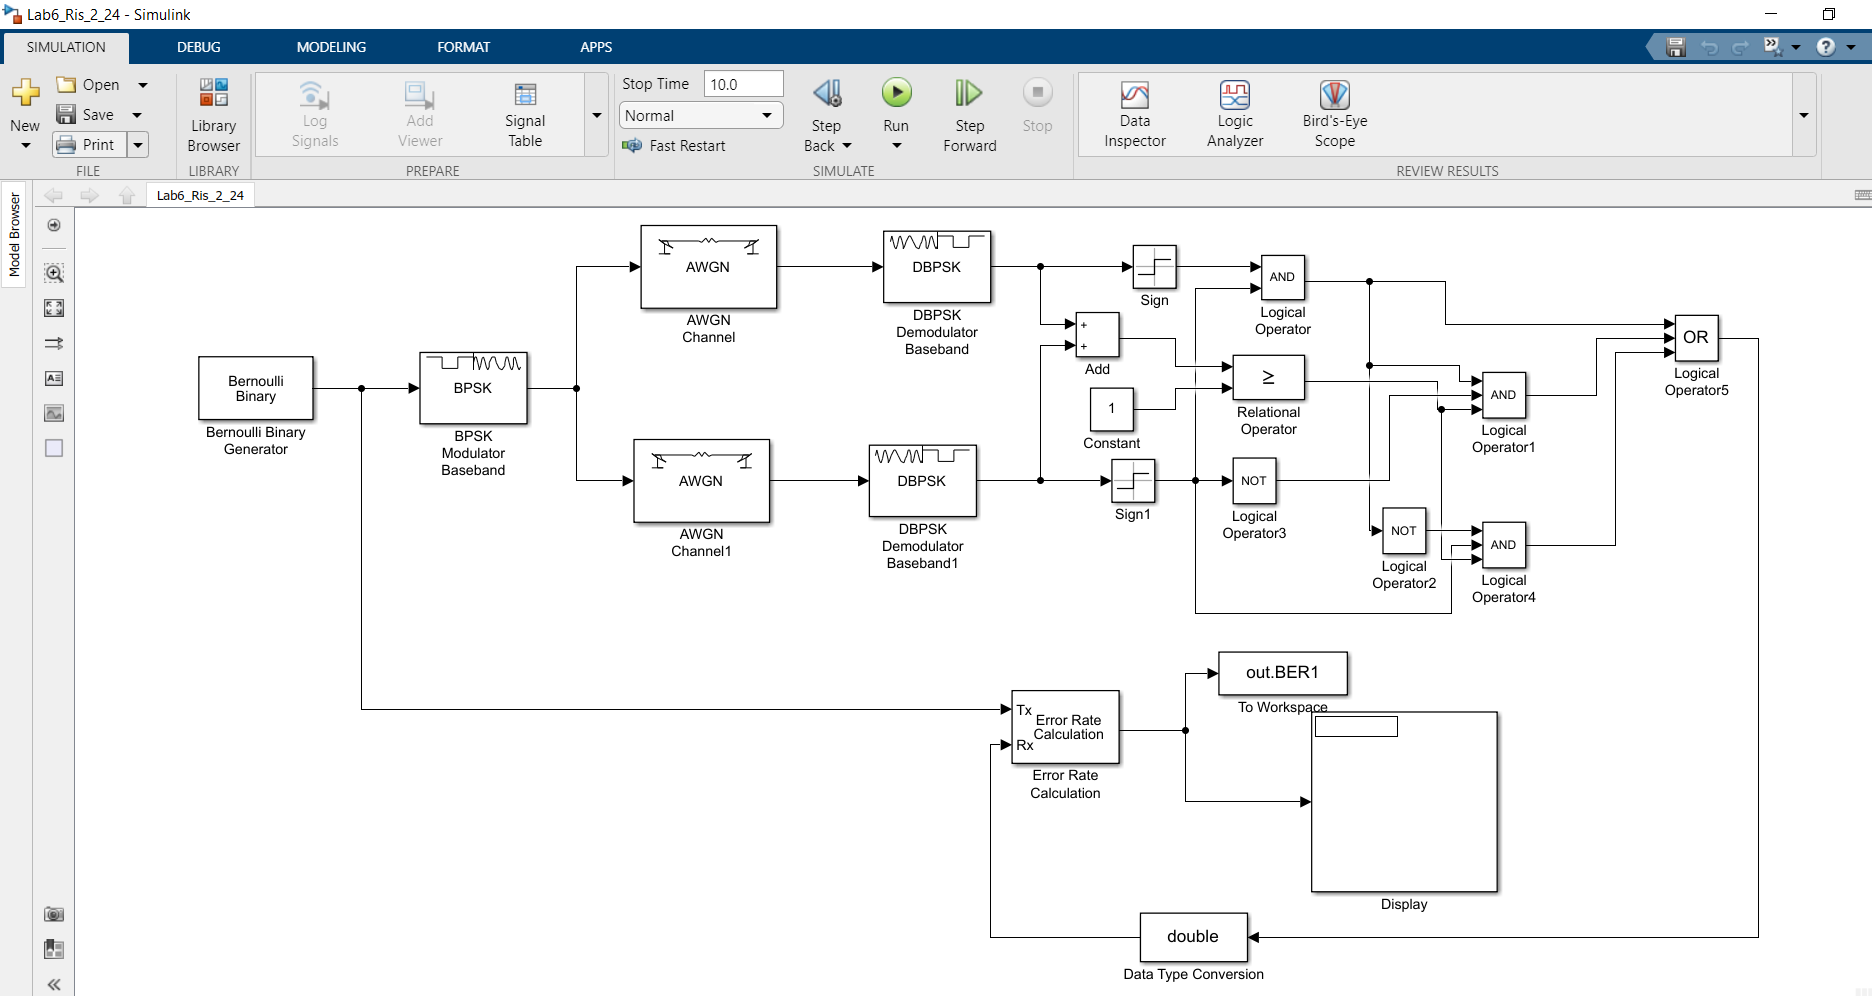 Lab6_Ris_2_24 - Simulink
SIMULATION
DEBUG
MODELING
FORMAT
APPS
New
Open
Save
Print
FILE
Library
Browser
LIBRARY
Log
Signals
Add
Viewer
Signal
Table
PREPARE
Stop Time
10.0
Normal
Fast Restart
Step
Back
Run
Step
Forward
Stop
SIMULATE
Data
Inspector
Logic
Analyzer
Bird's-Eye
Scope
REVIEW RESULTS
Model Browser
Lab6_Ris_2_24
Bernoulli
Binary
Bernoulli Binary
Generator
BPSK
BPSK
Modulator
Baseband
AWGN
AWGN
Channel
AWGN
AWGN
Channel1
DBPSK
DBPSK
Demodulator
Baseband
DBPSK
DBPSK
Demodulator
Baseband1
Sign
+
+
Add
1
Constant
Sign1
AND
Logical
Operator
≥
Relational
Operator
NOT
Logical
Operator3
NOT
Logical
Operator2
AND
Logical
Operator1
AND
Logical
Operator4
OR
Logical
Operator5
Tx
Rx
Error Rate
Calculation
Error Rate
Calculation
out.BER1
To Workspace
Display
double
Data Type Conversion